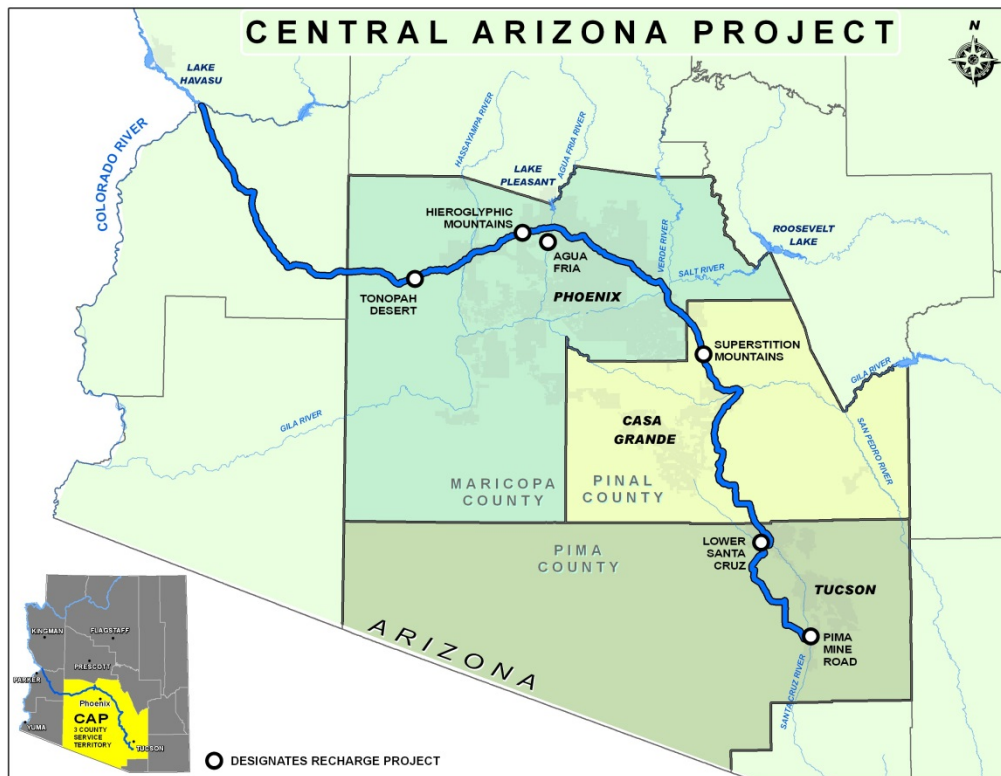 CENTRAL ARIZONA PROJECT
N
LAKE
HAVASU
COLORADO RIVER
HASSAYAMPA RIVER
AGUA FRIA RIVER
LAKE
PLEASANT
HIEROGLYPHIC
MOUNTAINS
AGUA
FRIA
VERDE RIVER
SALT RIVER
ROOSEVELT
LAKE
TONOPAH
DESERT
PHOENIX
SUPERSTITION
MOUNTAINS
GILA RIVER
GILA RIVER
SAN PEDRO RIVER
CASA
GRANDE
MARICOPA
COUNTY
PINAL
COUNTY
PIMA
COUNTY
LOWER
SANTA
CRUZ
TUCSON
PIMA
MINE
ROAD
SANTA CRUZ RIVER
ARIZONA
KINGMAN
FLAGSTAFF
PRESCOTT
PARKER
Phoenix
CAP
3 COUNTY
SERVICE
TERRITORY
YUMA
TUCSON
DESIGNATES RECHARGE PROJECT